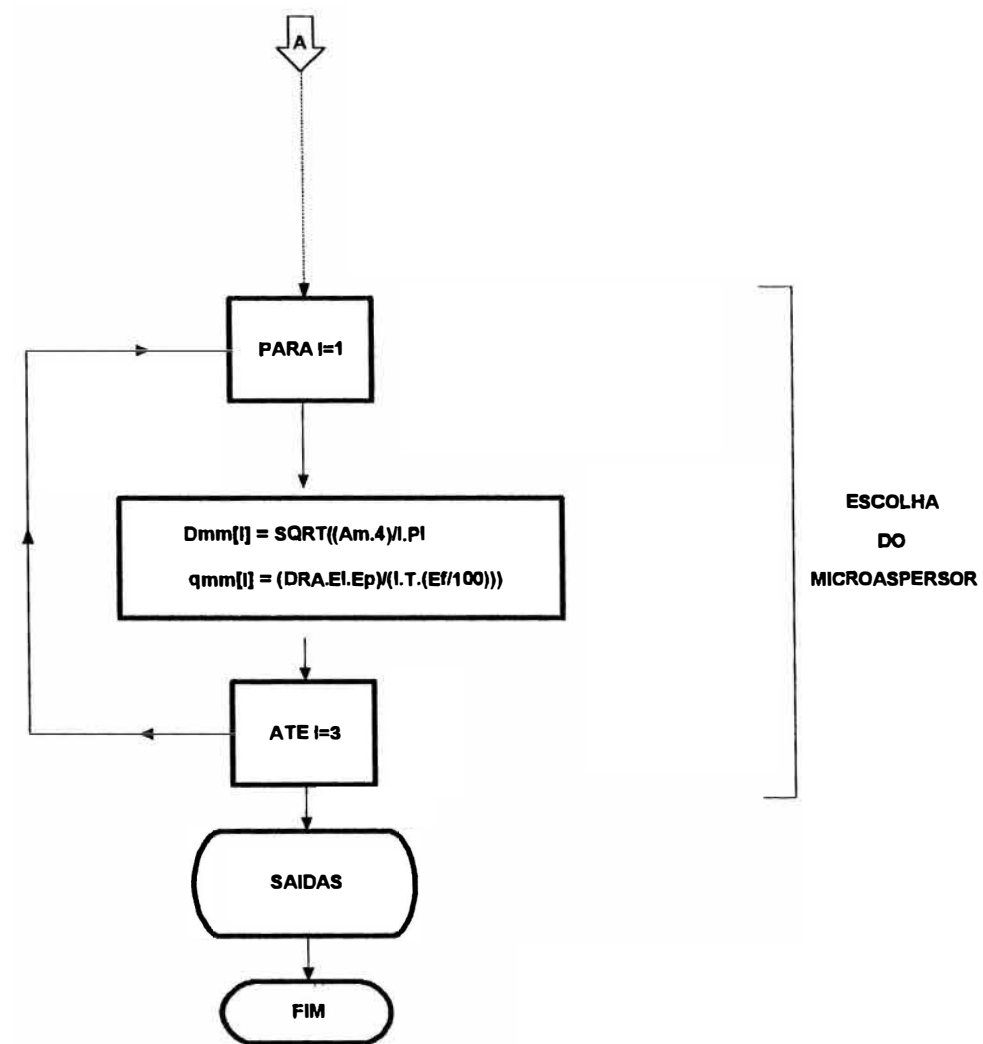 A
PARA I=1
Dmm[I] = SQRT((Am.4)/I.PI
qmm[I] = (DRA.El.Ep)/(I.T.(Ef/100)))
ESCOLHA
DO
MICROASPERSOR
ATE I=3
SAIDAS
FIM